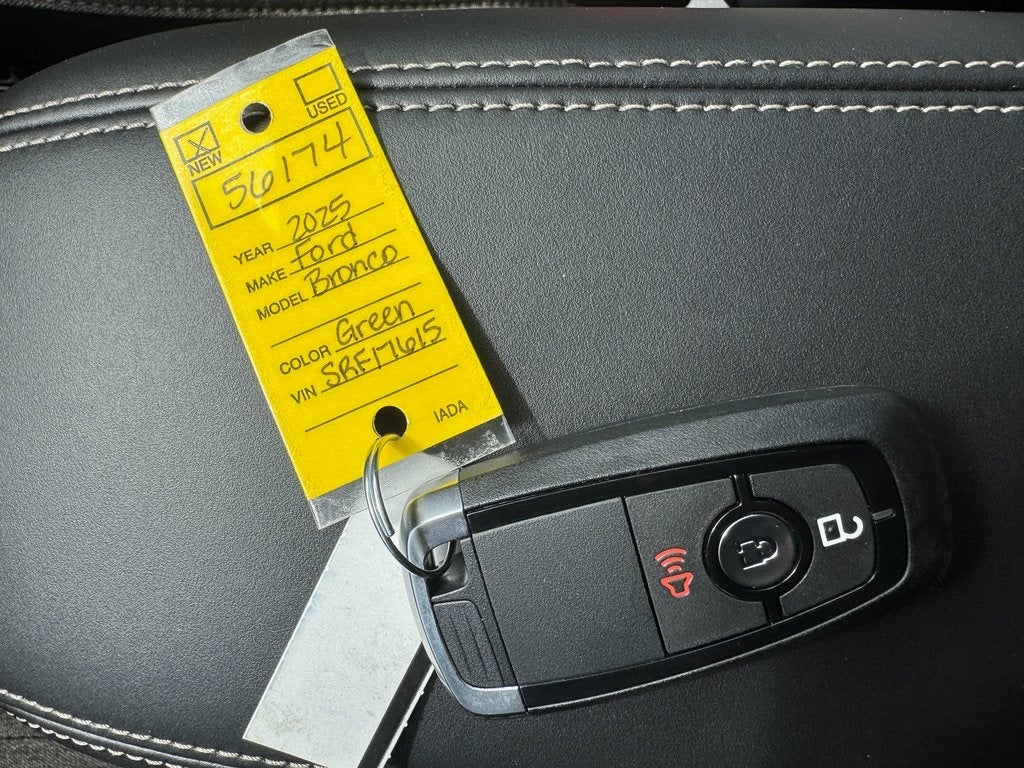 USED
X NEW
56174
YEAR 2025
MAKE Ford
MODEL Bronco
COLOR Green
VIN SRF17615
IADA